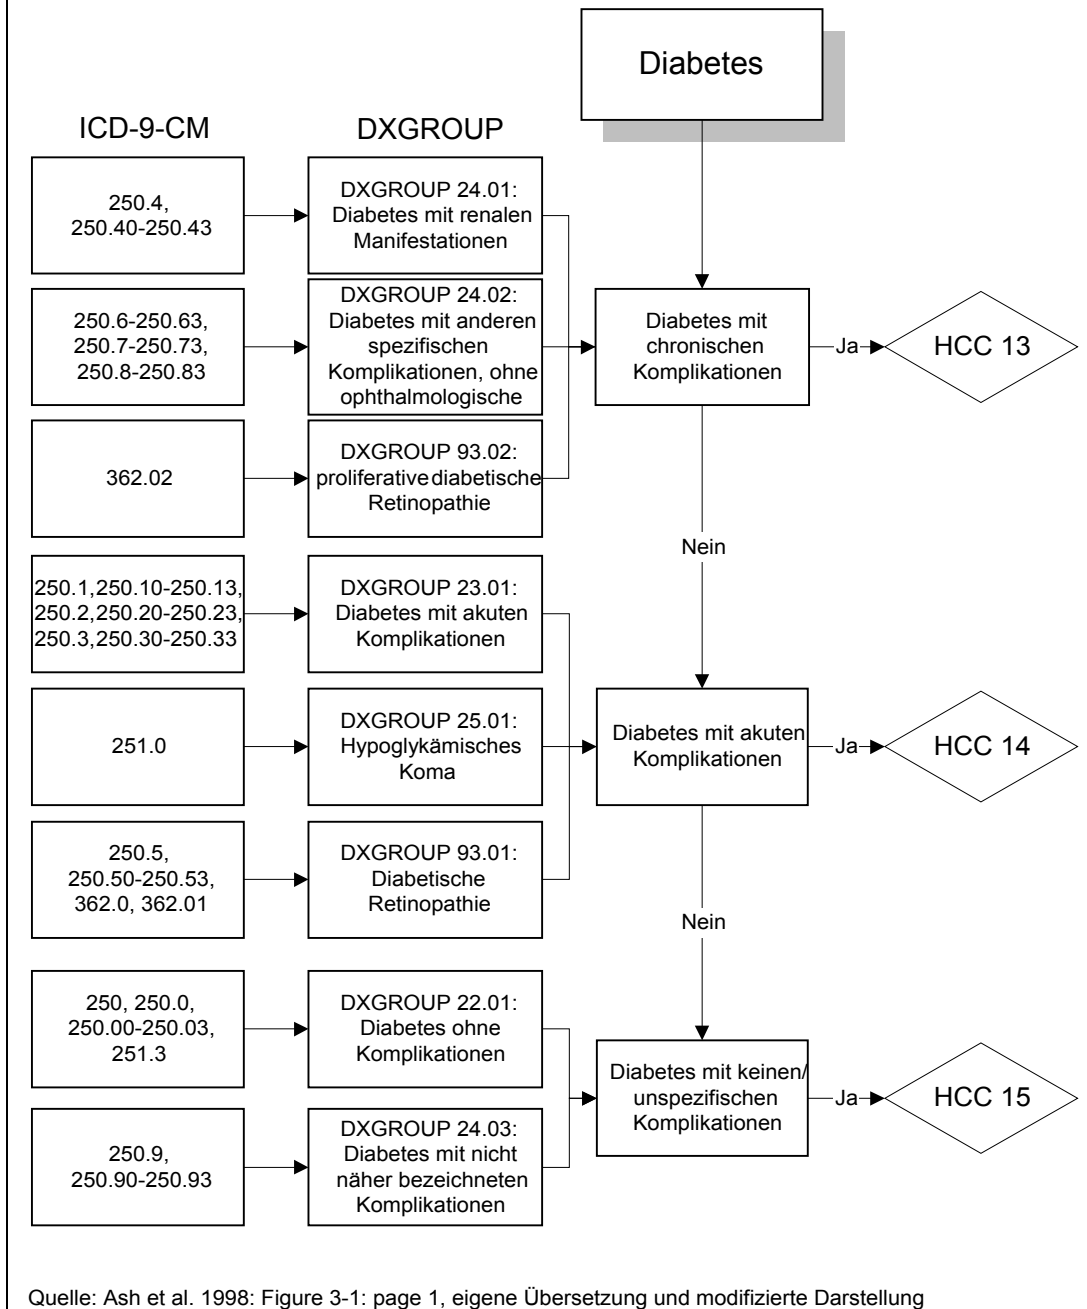 Diabetes
ICD-9-CM
DXGROUP
250.4,
250.40-250.43
DXGROUP 24.01:
Diabetes mit renalen
Manifestationen
250.6-250.63,
250.7-250.73,
250.8-250.83
DXGROUP 24.02:
Diabetes mit anderen
spezifischen
Komplikationen, ohne
ophthalmologische
Diabetes mit
chronischen
Komplikationen
Ja
HCC 13
362.02
DXGROUP 93.02:
proliferative diabetische
Retinopathie
Nein
250.1,250.10-250.13,
250.2,250.20-250.23,
250.3,250.30-250.33
DXGROUP 23.01:
Diabetes mit akuten
Komplikationen
251.0
DXGROUP 25.01:
Hypoglykämisches
Koma
Diabetes mit akuten
Komplikationen
Ja
HCC 14
250.5,
250.50-250.53,
362.0, 362.01
DXGROUP 93.01:
Diabetische
Retinopathie
Nein
250, 250.0,
250.00-250.03,
251.3
DXGROUP 22.01:
Diabetes ohne
Komplikationen
Diabetes mit keinen/
unspezifischen
Komplikationen
Ja
HCC 15
250.9,
250.90-250.93
DXGROUP 24.03:
Diabetes mit nicht
näher bezeichneten
Komplikationen
Quelle: Ash et al. 1998: Figure 3-1: page 1, eigene Übersetzung und modifizierte Darstellung